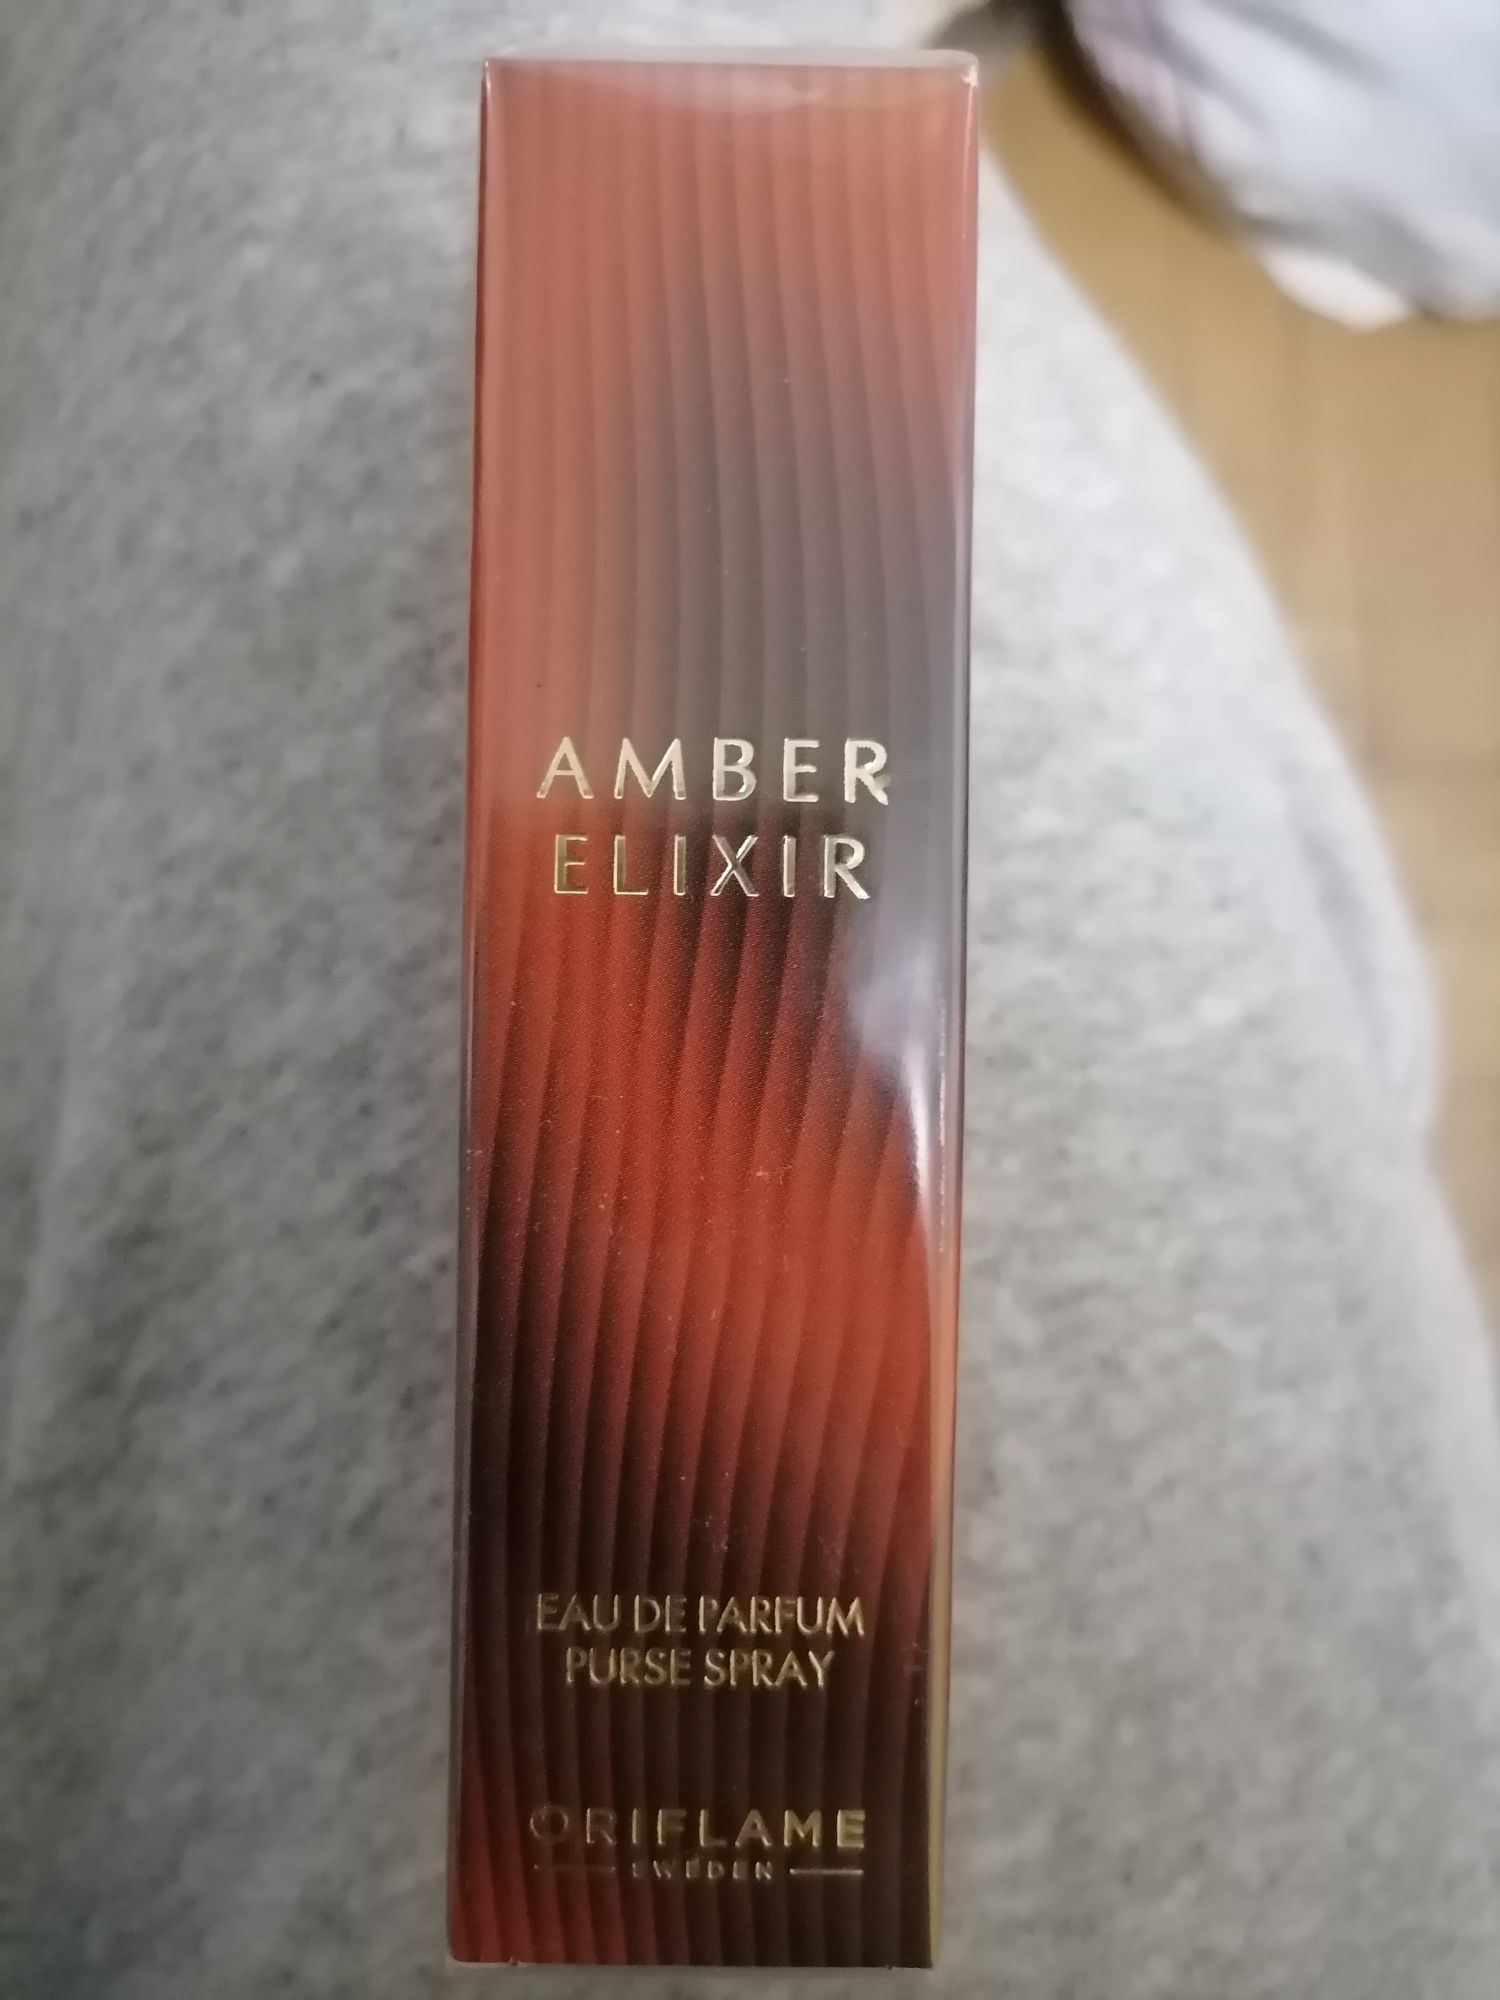 AMBER
ELIXIR
EAU DE PARFUM
PURSE SPRAY
ORIFLAME
SWEDEN